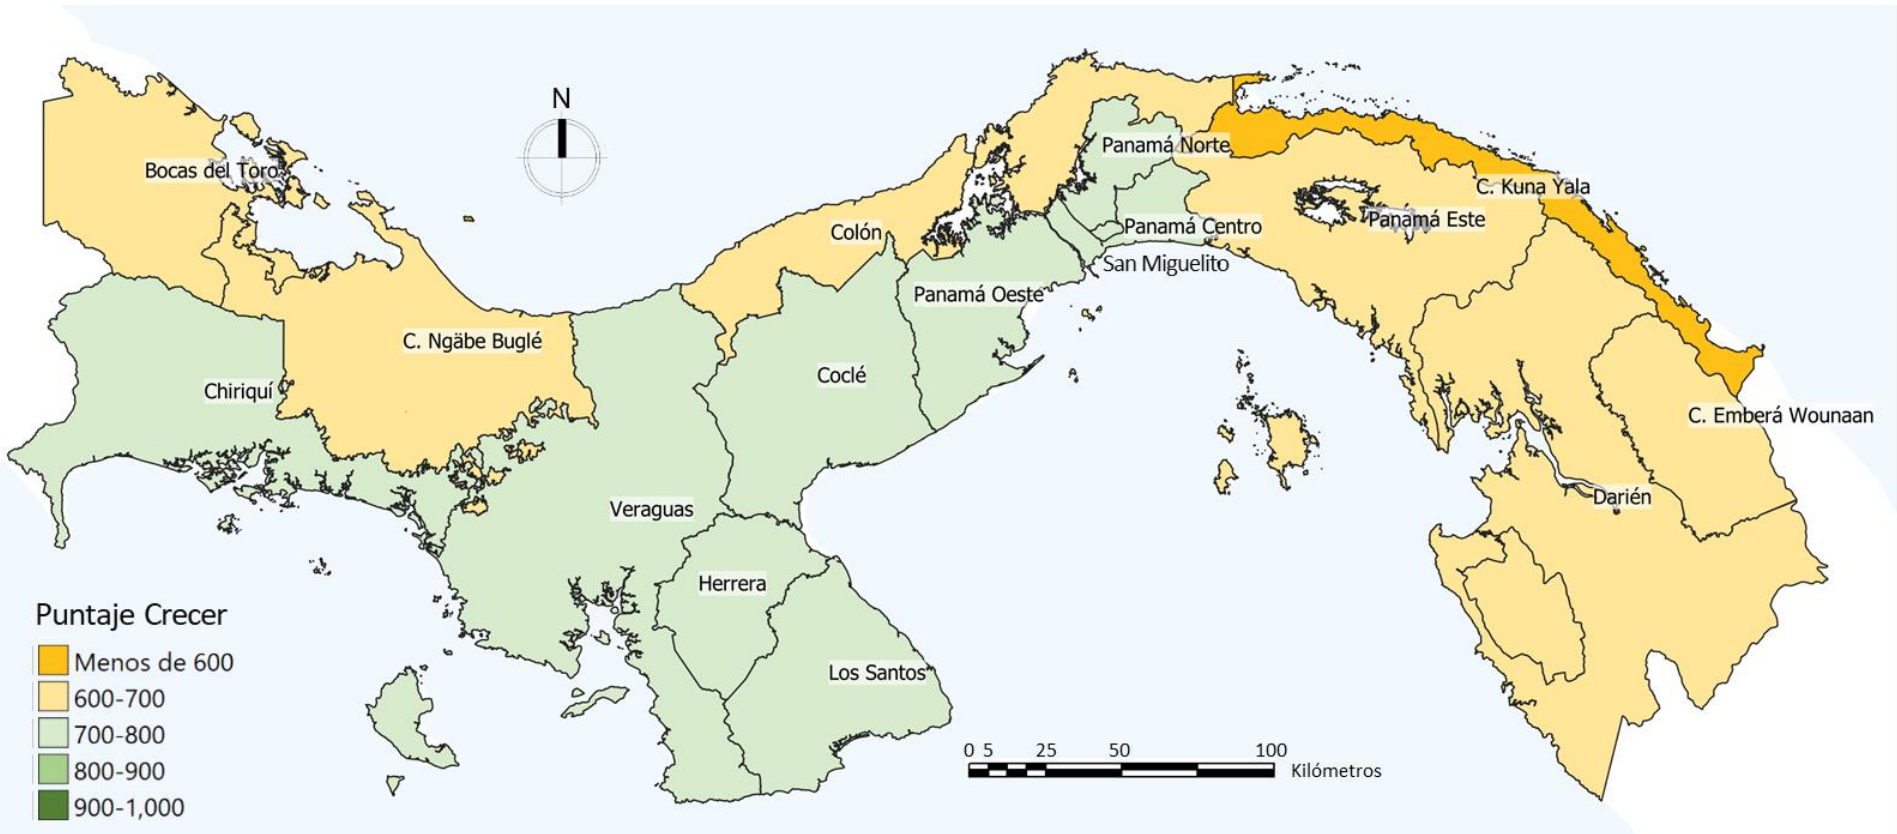 N
Bocas del Toro
Panamá Norte
C. Kuna Yala
Panamá Este
Colón
Panamá Centro
San Miguelito
Panamá Oeste
C. Ngäbe Buglé
Coclé
Chiriquí
C. Emberá Wounaan
Darién
Veraguas
Herrera
Los Santos
Puntaje Crecer
Menos de 600
600-700
700-800
800-900
900-1,000
0 5 25 50 100
Kilómetros